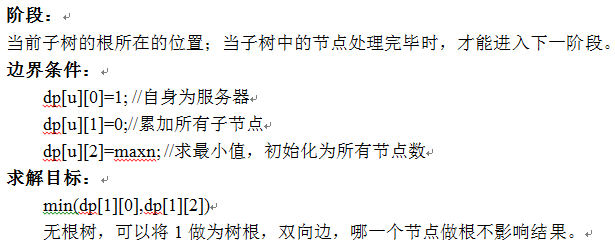 阶段：
当前子树的根所在的位置；当子树中的节点处理完毕时，才能进入下一阶段。
边界条件：
dp[u][0]=1; //自身为服务器
dp[u][1]=0;//累加所有子节点
dp[u][2]=maxn; //求最小值，初始化为所有节点数
求解目标：
min(dp[1][0],dp[1][2])
无根树，可以将 1 做为树根，双向边，哪一个节点做根不影响结果。